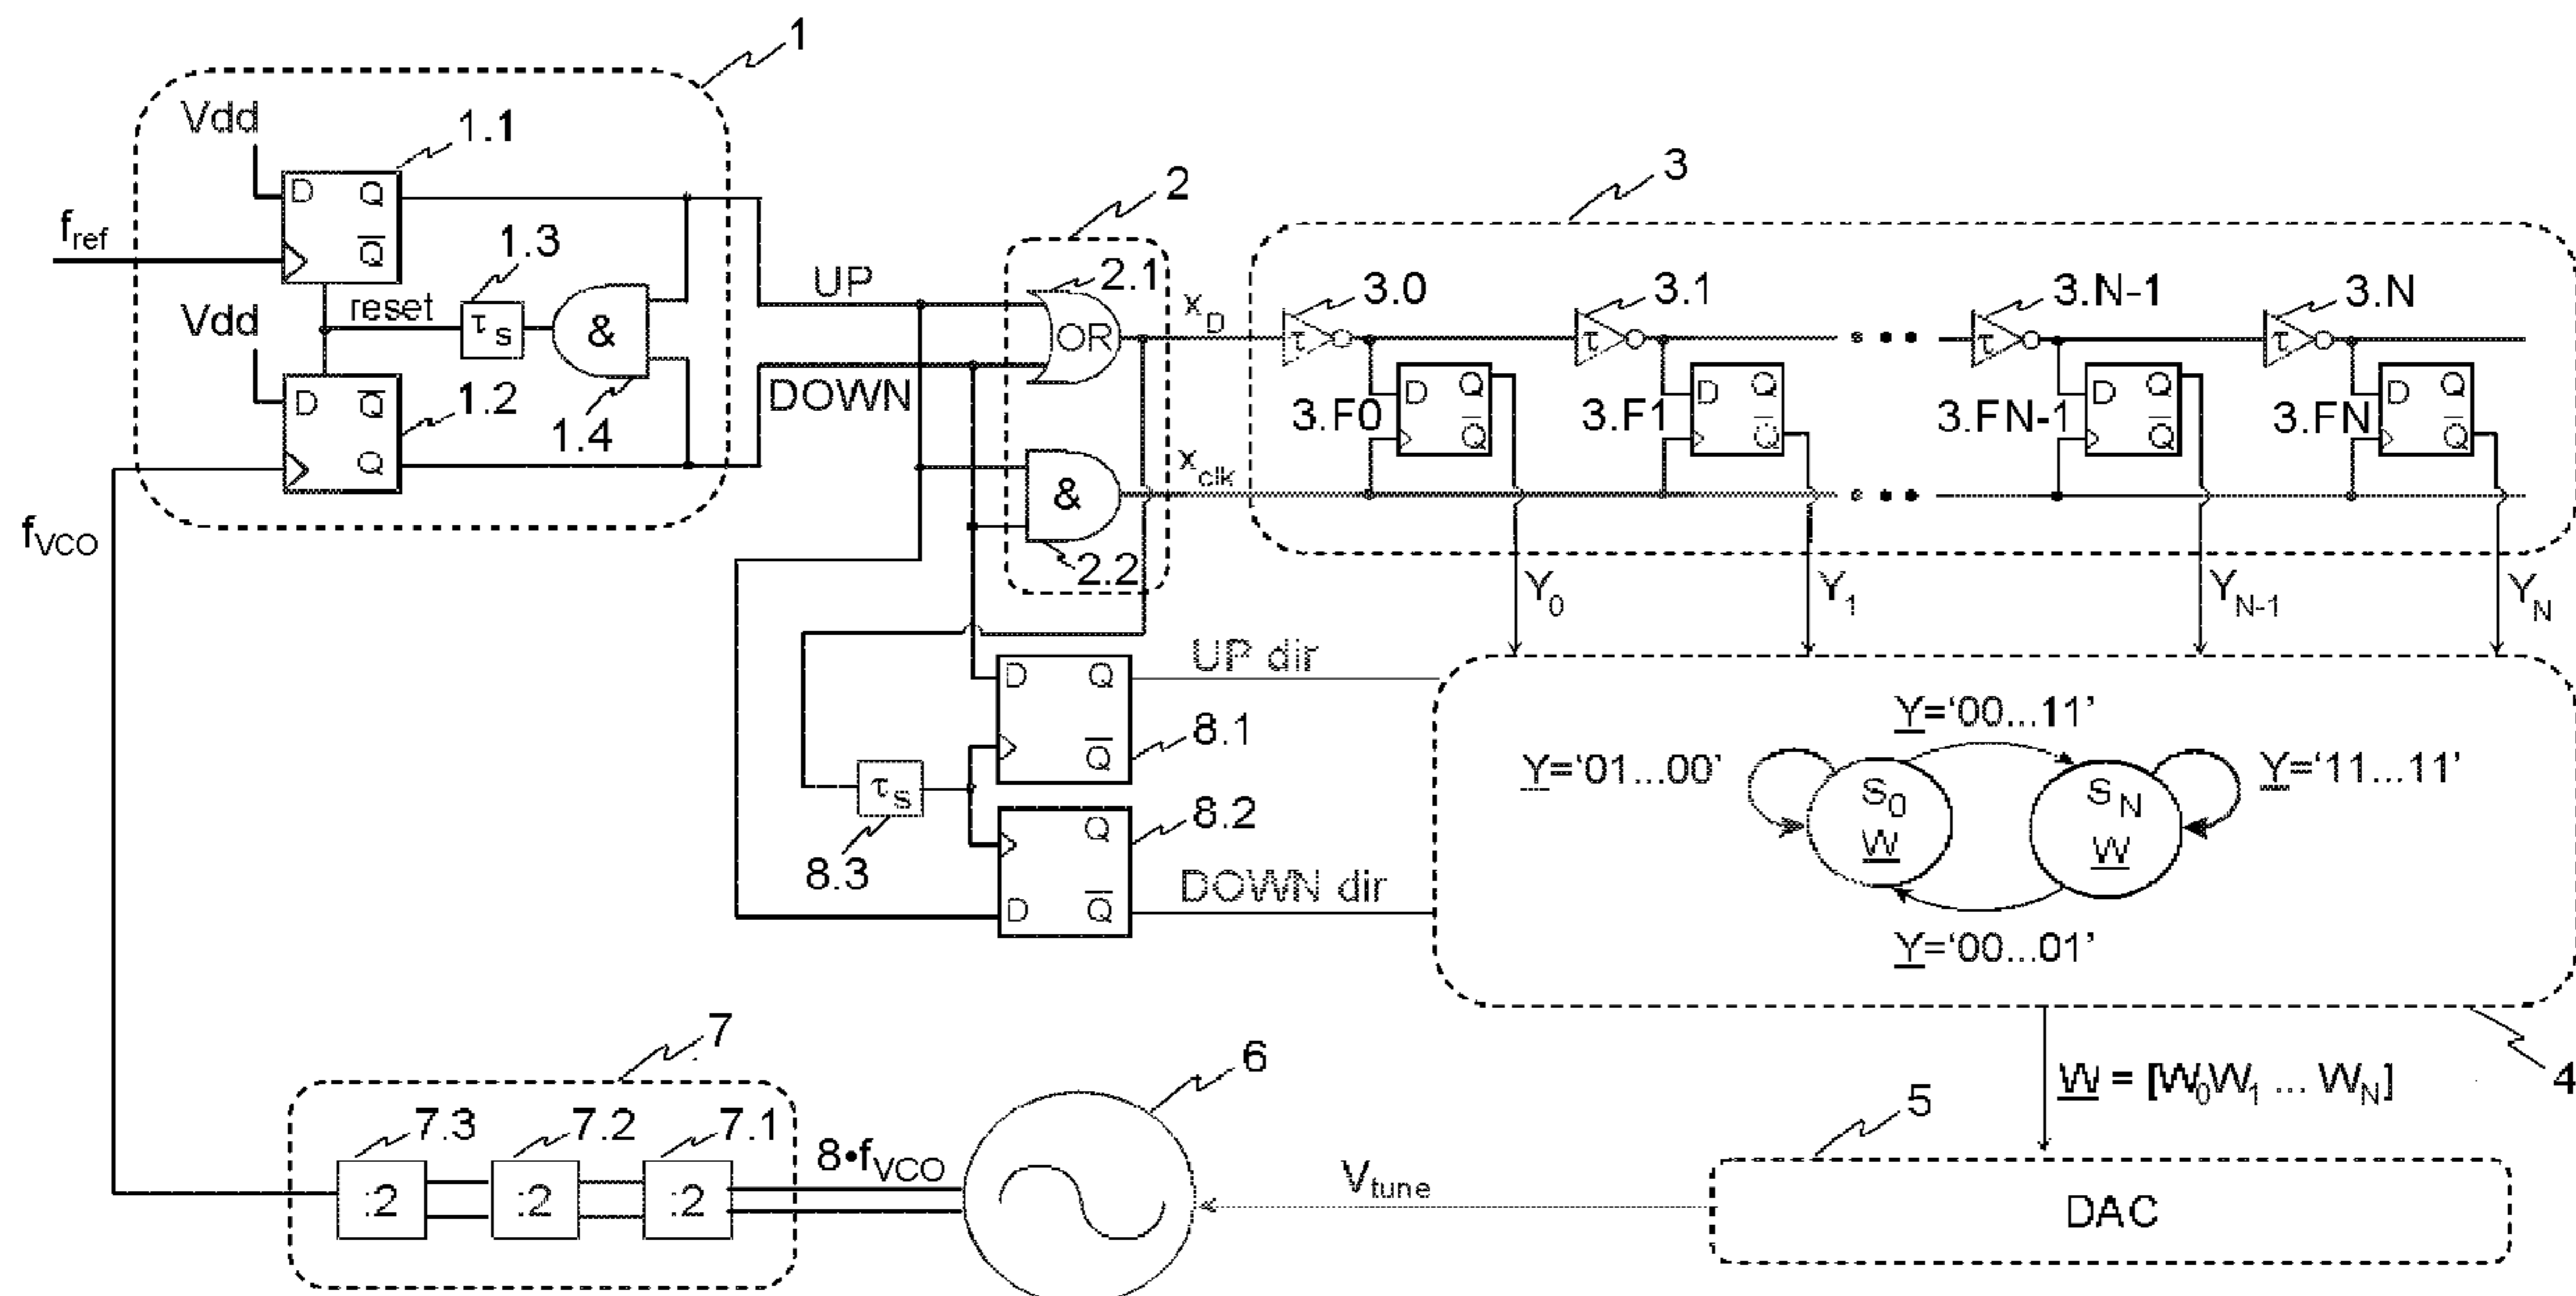 1
Vdd
1.1
D Q
Q̅
f_ref
1.3
reset
τ_s
&
Vdd
1.4
D Q̅
Q
1.2
f_VCO
UP
DOWN
2
2.1
OR
x_D
&
x_clk
2.2
3
3.0
τ
3.1
τ
3.N-1
τ
3.N
τ
3.F0
D Q
Q̅
3.F1
D Q
Q̅
3.FN-1
D Q
Q̅
3.FN
D Q
Q̅
Y_0
Y_1
Y_N-1
Y_N
D Q
Q̅
UP dir
8.1
τ_s
8.3
Q
D Q̅
8.2
DOWN dir
Y='00...11'
Y='01...00'
S_0
W
S_N
W
Y='11...11'
Y='00...01'
4
W = [W_0W_1 ... W_N]
5
DAC
V_tune
6
8•f_VCO
7
7.3
:2
7.2
:2
7.1
:2